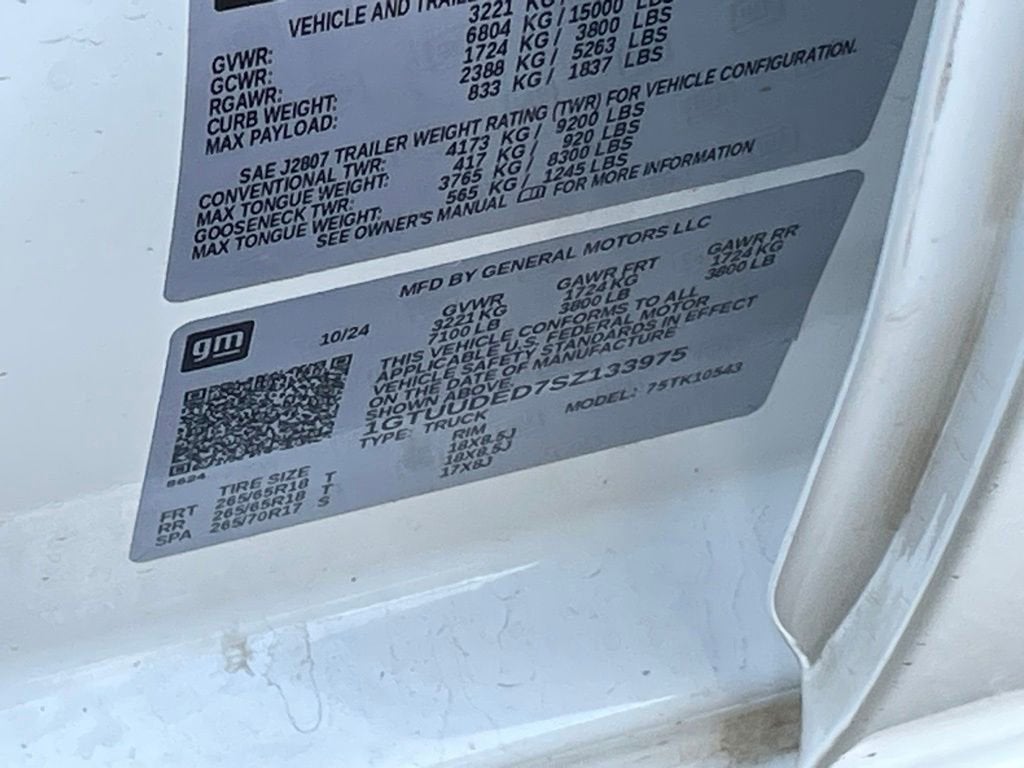 VEHICLE AND TRAILE
GVWR: 3221 KG
GCWR: 6804 KG / 15000 LBS
RGAWR: 1724 KG / 3800 LBS
CURB WEIGHT: 2388 KG / 5263 LBS
MAX PAYLOAD: 833 KG / 1837 LBS
SAE J2807 TRAILER WEIGHT RATING (TWR) FOR VEHICLE CONFIGURATION.
CONVENTIONAL TWR: 4173 KG / 9200 LBS
MAX TONGUE WEIGHT: 417 KG / 920 LBS
GOOSENECK TWR: 3765 KG / 8300 LBS
MAX TONGUE WEIGHT: 565 KG / 1245 LBS
SEE OWNER'S MANUAL FOR MORE INFORMATION
MFD BY GENERAL MOTORS LLC
gm
10/24
GVWR GAWR FRT GAWR RR
3221 KG 1724 KG 1724 KG
7100 LB 3800 LB 3800 LB
THIS VEHICLE CONFORMS TO ALL
APPLICABLE U.S. FEDERAL MOTOR
VEHICLE SAFETY STANDARDS IN EFFECT
ON THE DATE OF MANUFACTURE
SHOWN ABOVE.
1GTUUDED7SZ133975
TYPE: TRUCK MODEL: 75TK10543
8624
TIRE SIZE RIM
FRT 265/65R18 T 18X8.5J
RR 265/65R18 T 18X8.5J
SPA 265/70R17 S 17X8J